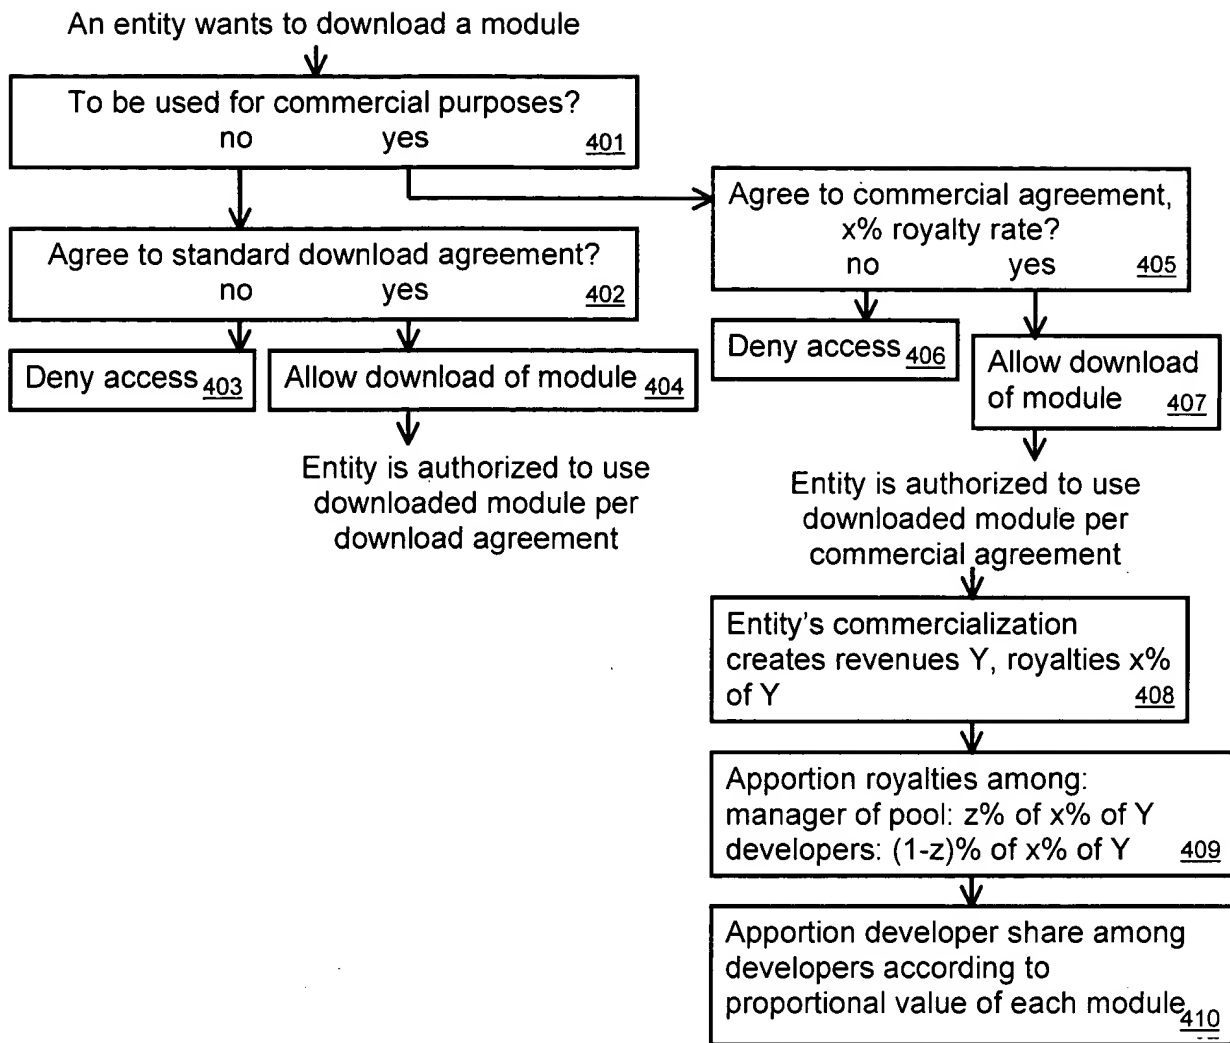 An entity wants to download a module
To be used for commercial purposes?
no yes 401
Agree to standard download agreement?
no yes 402
Deny access 403
Allow download of module 404
Entity is authorized to use
downloaded module per
download agreement
Agree to commercial agreement,
x% royalty rate?
no yes 405
Deny access 406
Allow download
of module 407
Entity is authorized to use
downloaded module per
commercial agreement
Entity's commercialization
creates revenues Y, royalties x%
of Y 408
Apportion royalties among:
manager of pool: z% of x% of Y
developers: (1-z)% of x% of Y 409
Apportion developer share among
developers according to
proportional value of each module 410